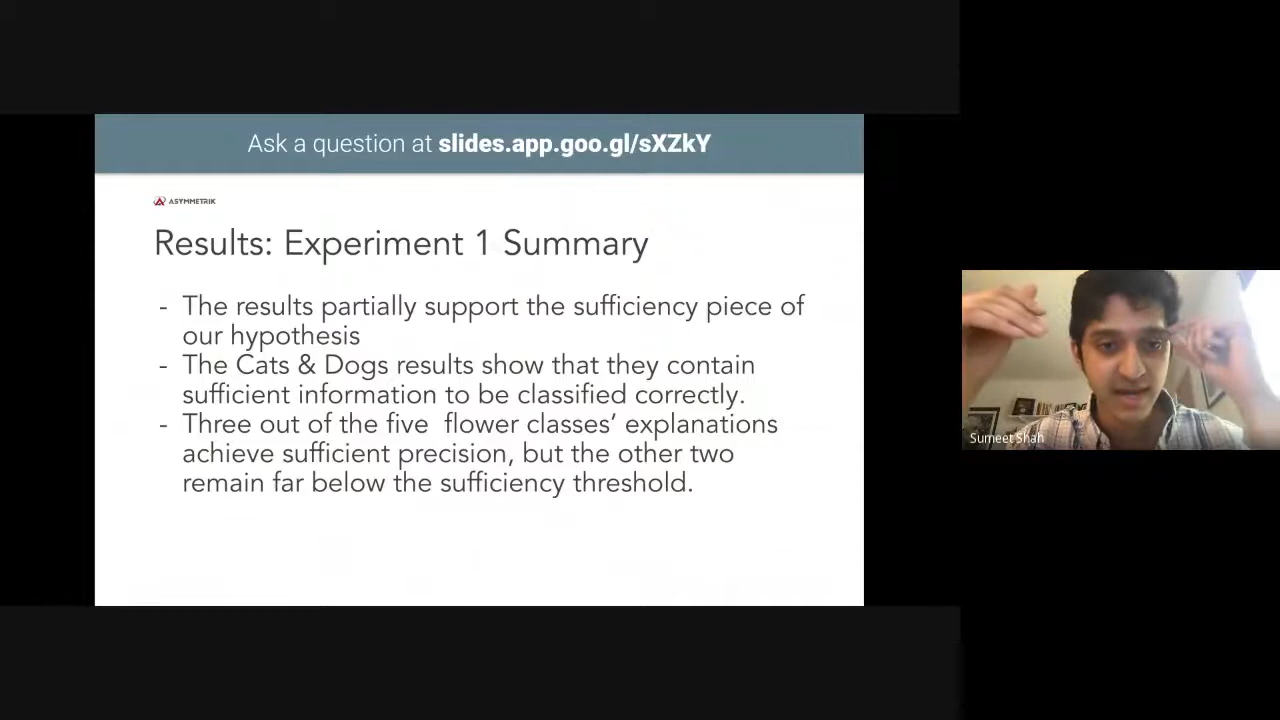 Ask a question at slides.app.goo.gl/sXZkY
ASYMMETRIK
Results: Experiment 1 Summary
- The results partially support the sufficiency piece of
our hypothesis
- The Cats & Dogs results show that they contain
sufficient information to be classified correctly.
- Three out of the five flower classes’ explanations
achieve sufficient precision, but the other two
remain far below the sufficiency threshold.
Sumeet Shah